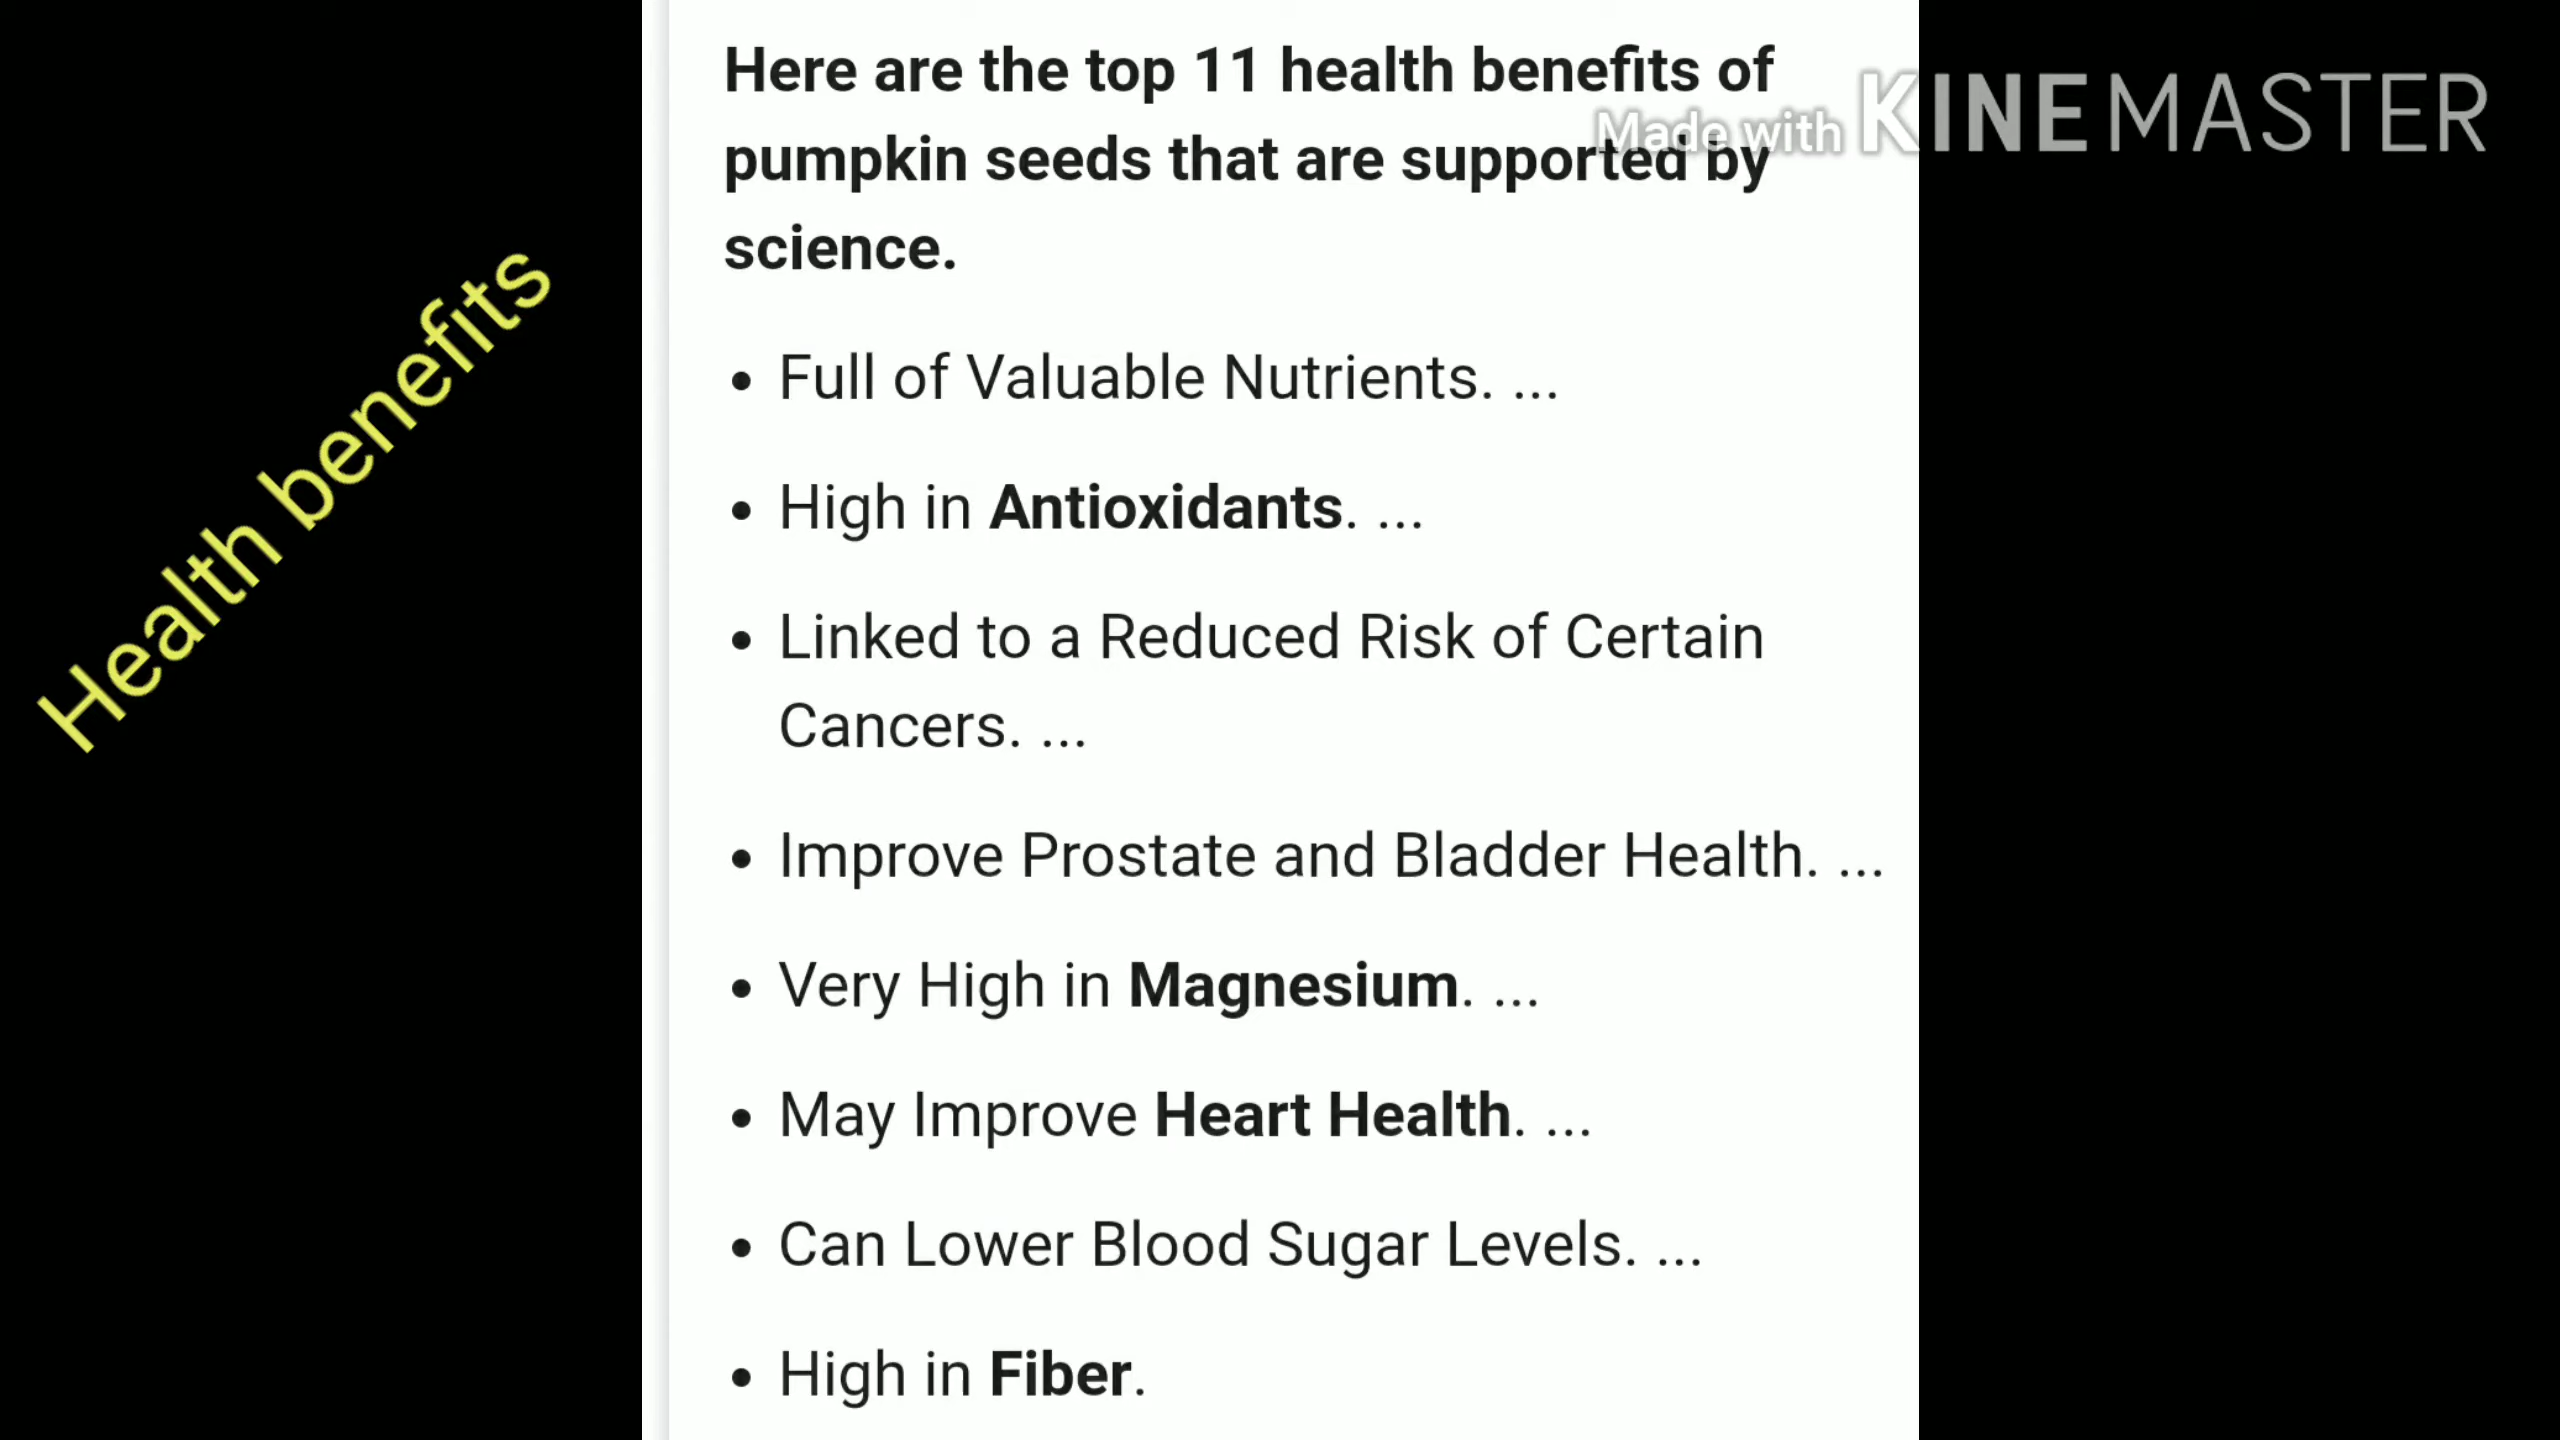 Here are the top 11 health benefits of
pumpkin seeds that are supported by
science.
Made with KINEMASTER
Health benefits
• Full of Valuable Nutrients. ...
• High in Antioxidants. ...
• Linked to a Reduced Risk of Certain
Cancers. ...
• Improve Prostate and Bladder Health. ...
• Very High in Magnesium. ...
• May Improve Heart Health. ...
• Can Lower Blood Sugar Levels. ...
• High in Fiber.